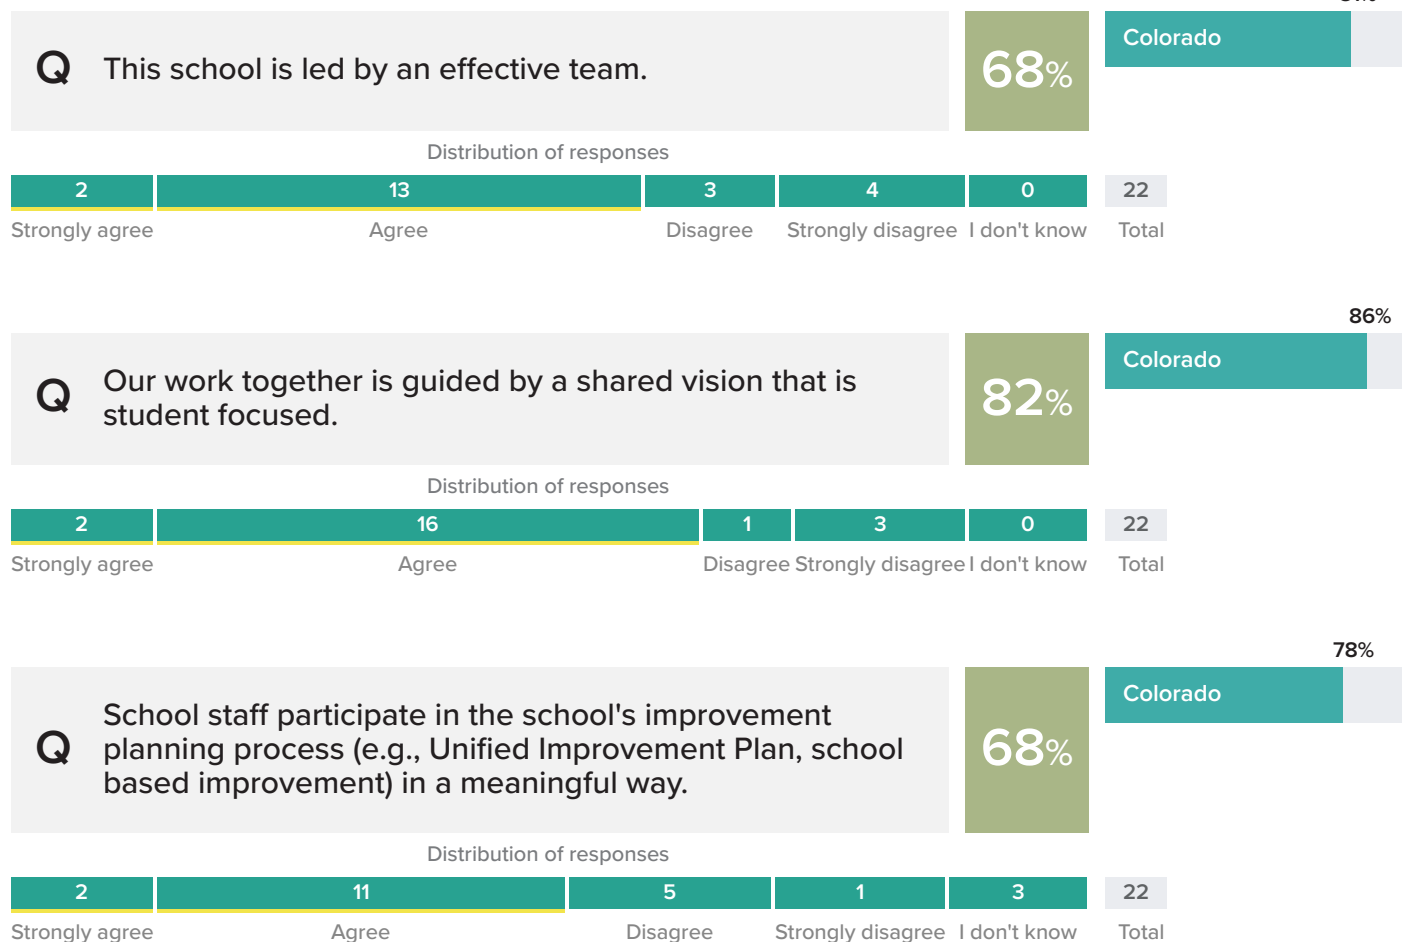 Q This school is led by an effective team.
68%
Colorado
Distribution of responses
2 13 3 4 0 22
Strongly agree Agree Disagree Strongly disagree I don't know Total
86%
Q Our work together is guided by a shared vision that is
student focused.
82%
Colorado
Distribution of responses
2 16 1 3 0 22
Strongly agree Agree Disagree Strongly disagree I don't know Total
78%
Q School staff participate in the school's improvement
planning process (e.g., Unified Improvement Plan, school
based improvement) in a meaningful way.
68%
Colorado
Distribution of responses
2 11 5 1 3 22
Strongly agree Agree Disagree Strongly disagree I don't know Total